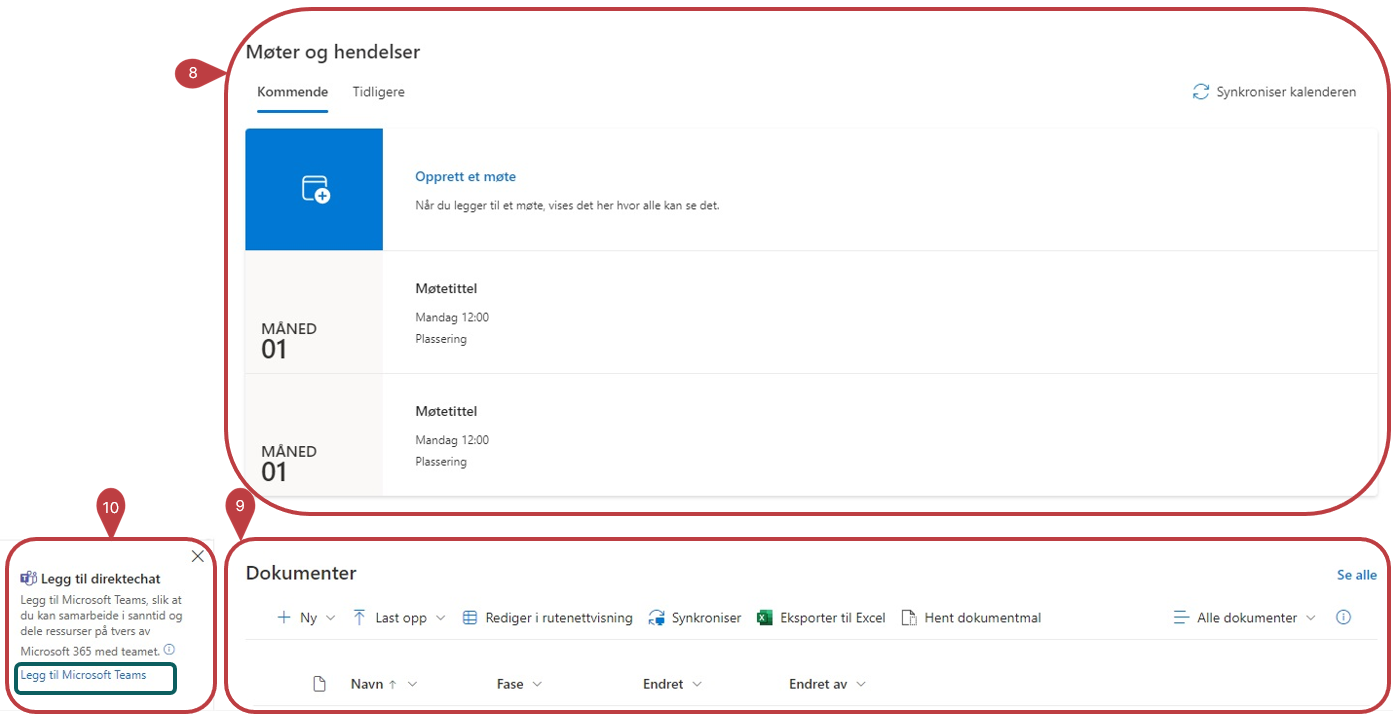 Møter og hendelser
8
Kommende Tidligere
Synkroniser kalenderen
Opprett et møte
Når du legger til et møte, vises det her hvor alle kan se det.
Møtetittel
Mandag 12:00
Plassering
MÅNED
01
Møtetittel
Mandag 12:00
Plassering
MÅNED
01
10
9
Legg til direktechat
Legg til Microsoft Teams, slik at
du kan samarbeide i sanntid og
dele ressurser på tvers av
Microsoft 365 med teamet.
Legg til Microsoft Teams
Dokumenter
Se alle
Ny Last opp Rediger i rutenettvisning Synkroniser Eksporter til Excel Hent dokumentmal Alle dokumenter
Navn Fase Endret Endret av